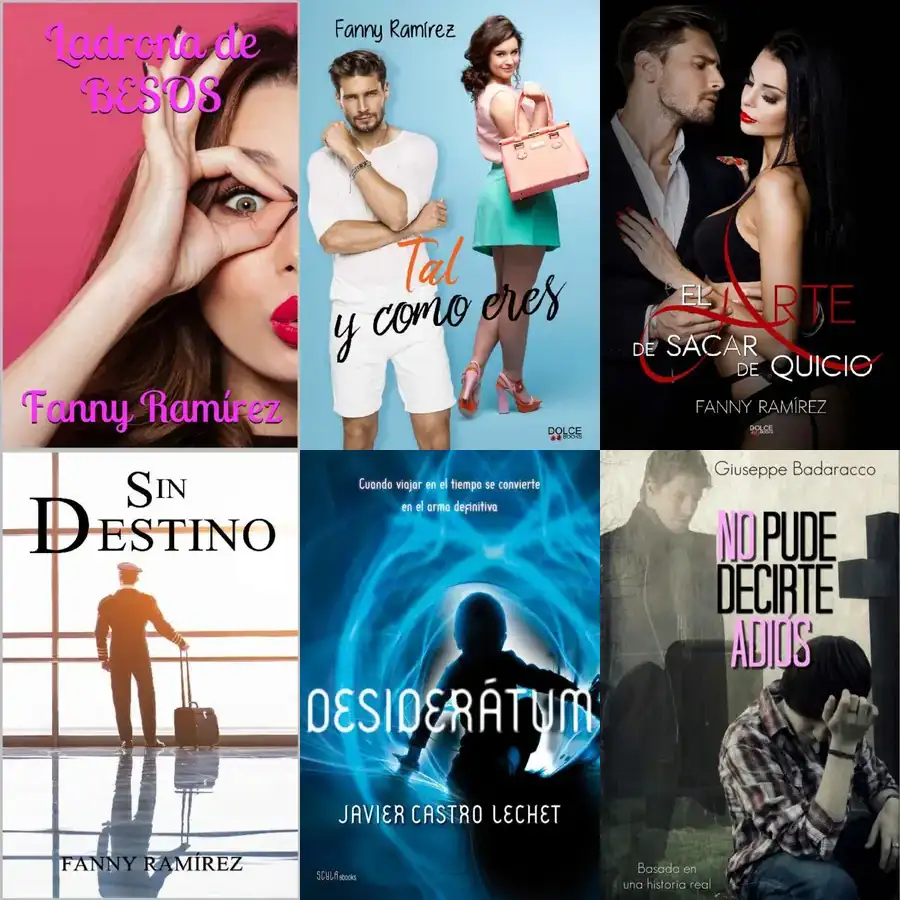 Ladrona de
BESOS
Fanny Ramírez
Fanny Ramírez
Tal
y como eres
DOLCE
BOOKS
EL ARTE
DE SACAR
DE QUICIO
FANNY RAMÍREZ
DOLCE
BOOKS
SIN
DESTINO
FANNY RAMÍREZ
Cuando viajar en el tiempo se convierte
en el arma definitiva
DESIDERÁTUM
JAVIER CASTRO LECHET
SCYLA eBooks
Giuseppe Badaracco
NO PUDE
DECIRTE
ADIÓS
Basada en
una historia real